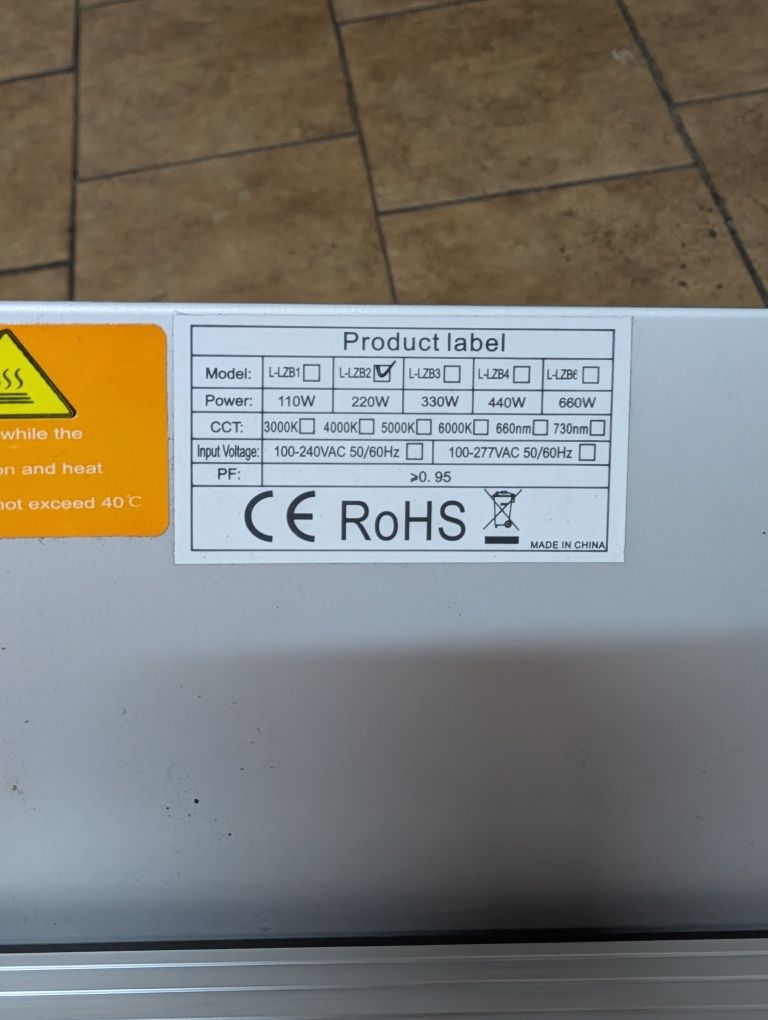 Product label
Model: L-LZB1 L-LZB2 L-LZB3 L-LZB4 L-LZB6
Power: 110W 220W 330W 440W 660W
CCT: 3000K 4000K 5000K 6000K 660nm 730nm
Input Voltage: 100-240VAC 50/60Hz 100-277VAC 50/60Hz
PF: ≥0.95
CE RoHS
MADE IN CHINA
while the
on and heat
not exceed 40℃